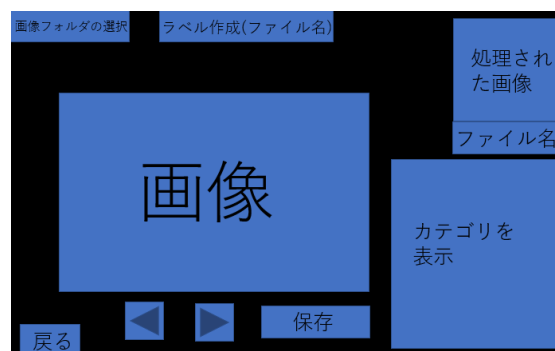 画像フォルダの選択
ラベル作成(ファイル名)
処理され
た画像
ファイル名
画像
カテゴリを
表示
保存
戻る